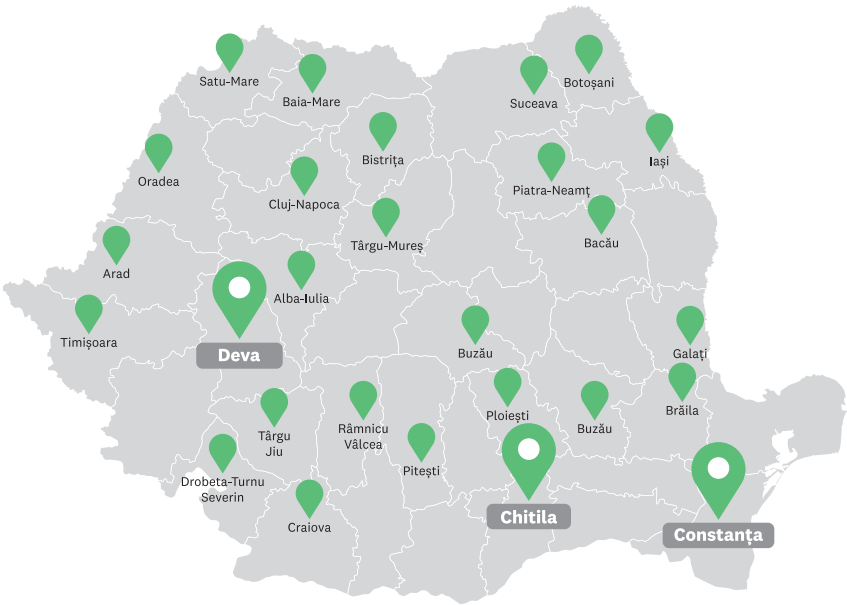 Satu-Mare
Baia-Mare
Suceava
Botoșani
Oradea
Bistrița
Iași
Cluj-Napoca
Piatra-Neamț
Târgu-Mureș
Bacău
Arad
Alba-Iulia
Timișoara
Deva
Buzău
Galați
Târgu
Jiu
Râmnicu
Vâlcea
Ploiești
Buzău
Brăila
Pitești
Drobeta-Turnu
Severin
Craiova
Chitila
Constanța